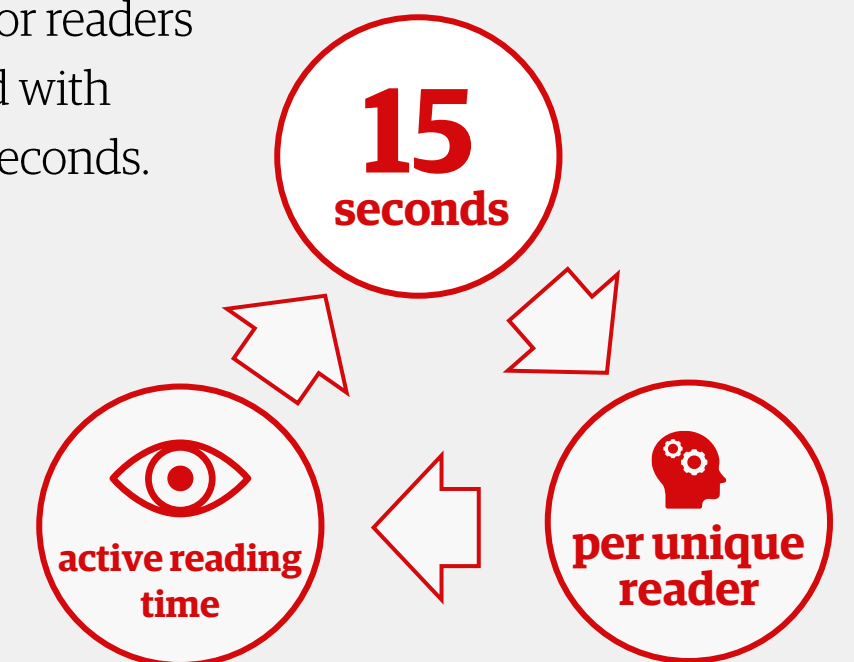 or readers
with
econds.
15
seconds
per unique
reader
active reading
time